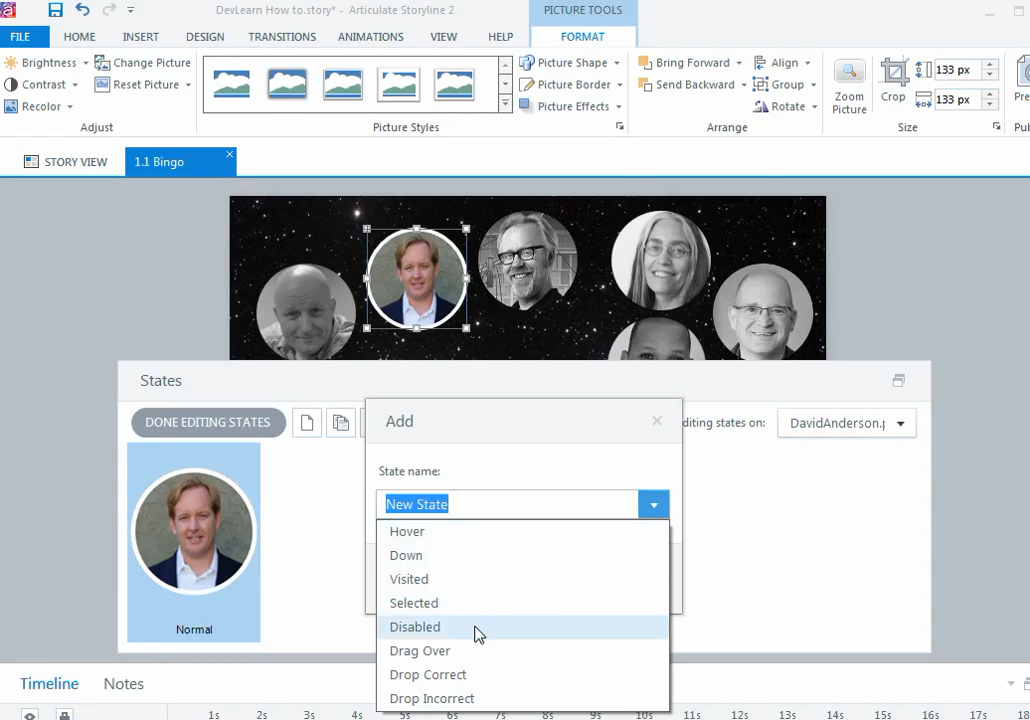 DevLearn How to.story* - Articulate Storyline 2
PICTURE TOOLS
FILE HOME INSERT DESIGN TRANSITIONS ANIMATIONS VIEW HELP FORMAT
Brightness Change Picture Picture Shape Bring Forward Align 133 px
Contrast Reset Picture Picture Border Send Backward Group Zoom Picture Crop 133 px
Recolor Picture Effects Rotate
Adjust Picture Styles Arrange Size
STORY VIEW 1.1 Bingo
States
DONE EDITING STATES diting states on: DavidAnderson.p
Add
State name:
New State
Hover
Down
Visited
Selected
Disabled
Drag Over
Drop Correct
Drop Incorrect
Normal
Timeline Notes
1s 2s 3s 4s 5s 6s 7s 8s 9s 10s 11s 12s 13s 14s 15s 16s 17s 18